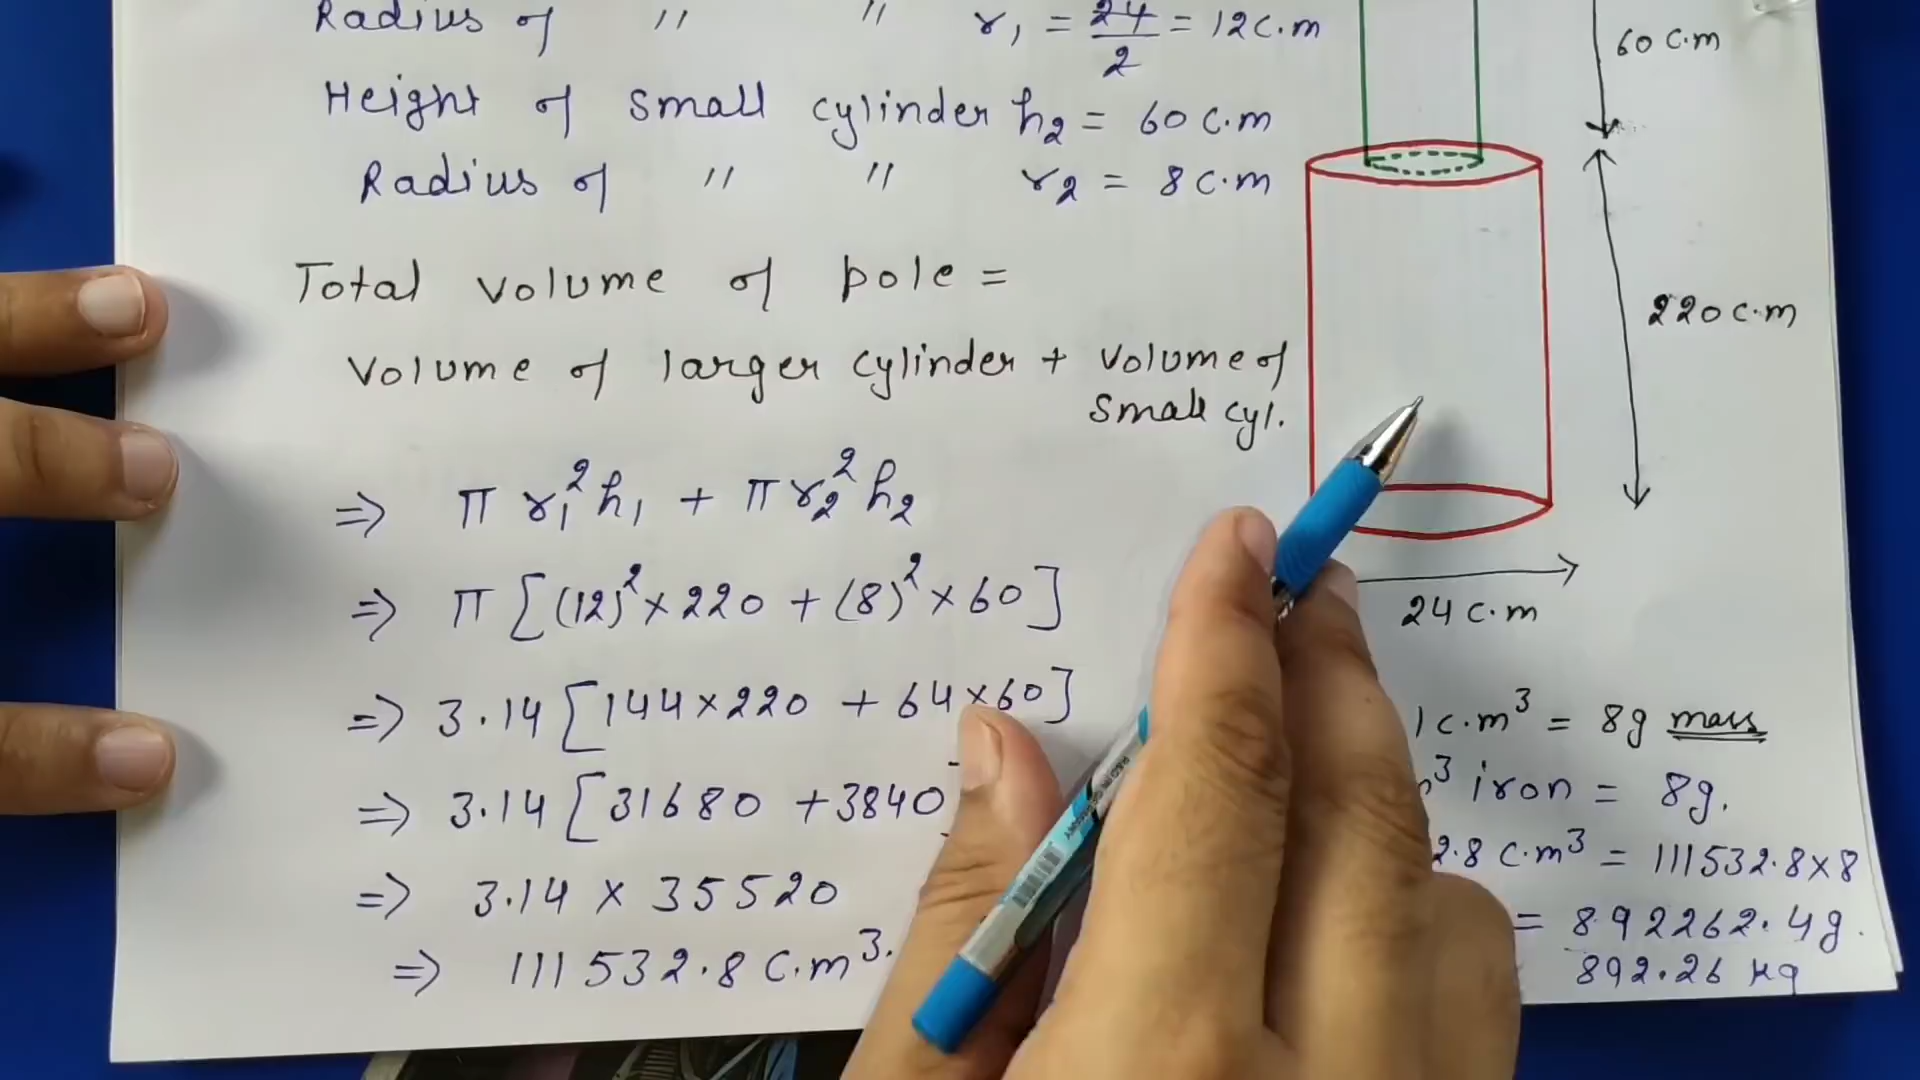 Radius of " " r₁ = 24/2 = 12 c.m
60 c.m
Height of small cylinder h₂ = 60 c.m
Radius of " " r₂ = 8 c.m
Total volume of pole =
220 c.m
Volume of larger cylinder + Volume of
small cyl.
⇒ π r₁² h₁ + π r₂² h₂
⇒ π [(12)² × 220 + (8)² × 60]
24 c.m
⇒ 3.14 [144 × 220 + 64 × 60]
1 c.m³ = 8g mass
⇒ 3.14 [31680 + 3840]
³ iron = 8g.
2.8 c.m³ = 111532.8 × 8
⇒ 3.14 × 35520
= 892262.4g.
⇒ 111532.8 c.m³.
892.26 kg